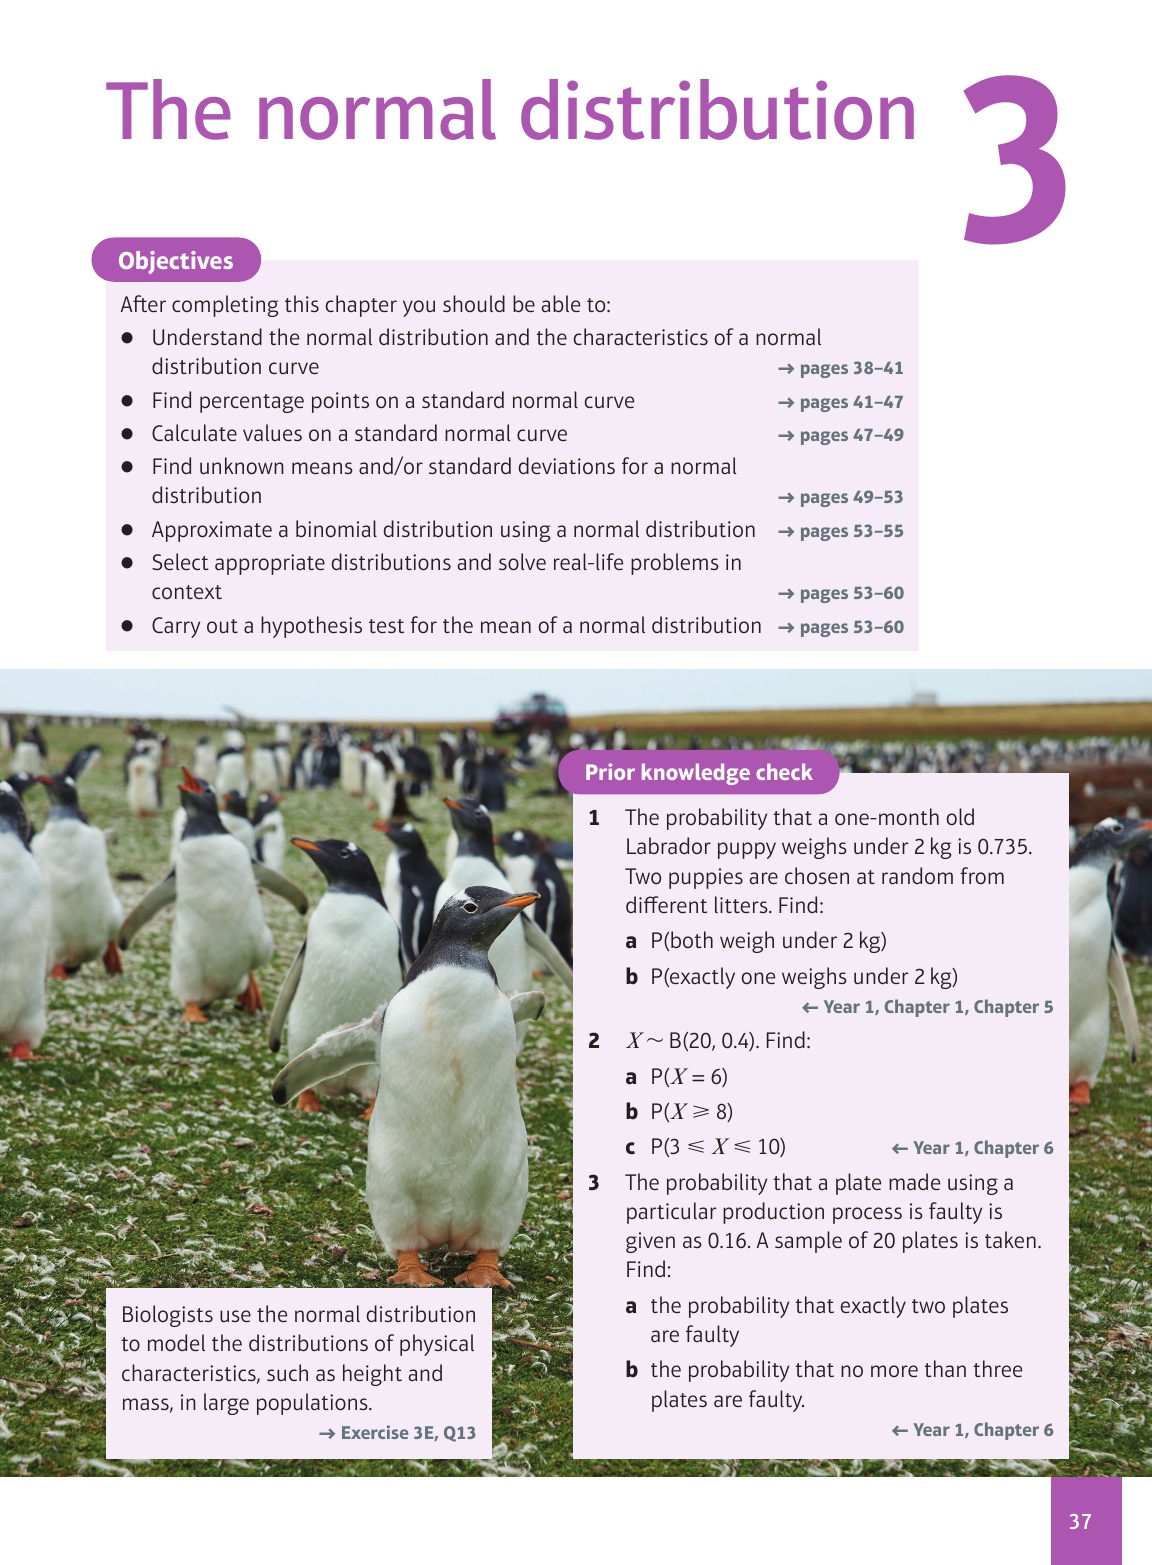 The normal distribution
3
Objectives
After completing this chapter you should be able to:
● Understand the normal distribution and the characteristics of a normal
distribution curve → pages 38–41
● Find percentage points on a standard normal curve → pages 41–47
● Calculate values on a standard normal curve → pages 47–49
● Find unknown means and/or standard deviations for a normal
distribution → pages 49–53
● Approximate a binomial distribution using a normal distribution → pages 53–55
● Select appropriate distributions and solve real-life problems in
context → pages 53–60
● Carry out a hypothesis test for the mean of a normal distribution → pages 53–60
Prior knowledge check
1 The probability that a one-month old
Labrador puppy weighs under 2 kg is 0.735.
Two puppies are chosen at random from
different litters. Find:
a P(both weigh under 2 kg)
b P(exactly one weighs under 2 kg)
← Year 1, Chapter 1, Chapter 5
2 X ~ B(20, 0.4). Find:
a P(X = 6)
b P(X ⩾ 8)
c P(3 ⩽ X ⩽ 10) ← Year 1, Chapter 6
3 The probability that a plate made using a
particular production process is faulty is
given as 0.16. A sample of 20 plates is taken.
Find:
a the probability that exactly two plates
are faulty
b the probability that no more than three
plates are faulty.
← Year 1, Chapter 6
Biologists use the normal distribution
to model the distributions of physical
characteristics, such as height and
mass, in large populations.
→ Exercise 3E, Q13
37